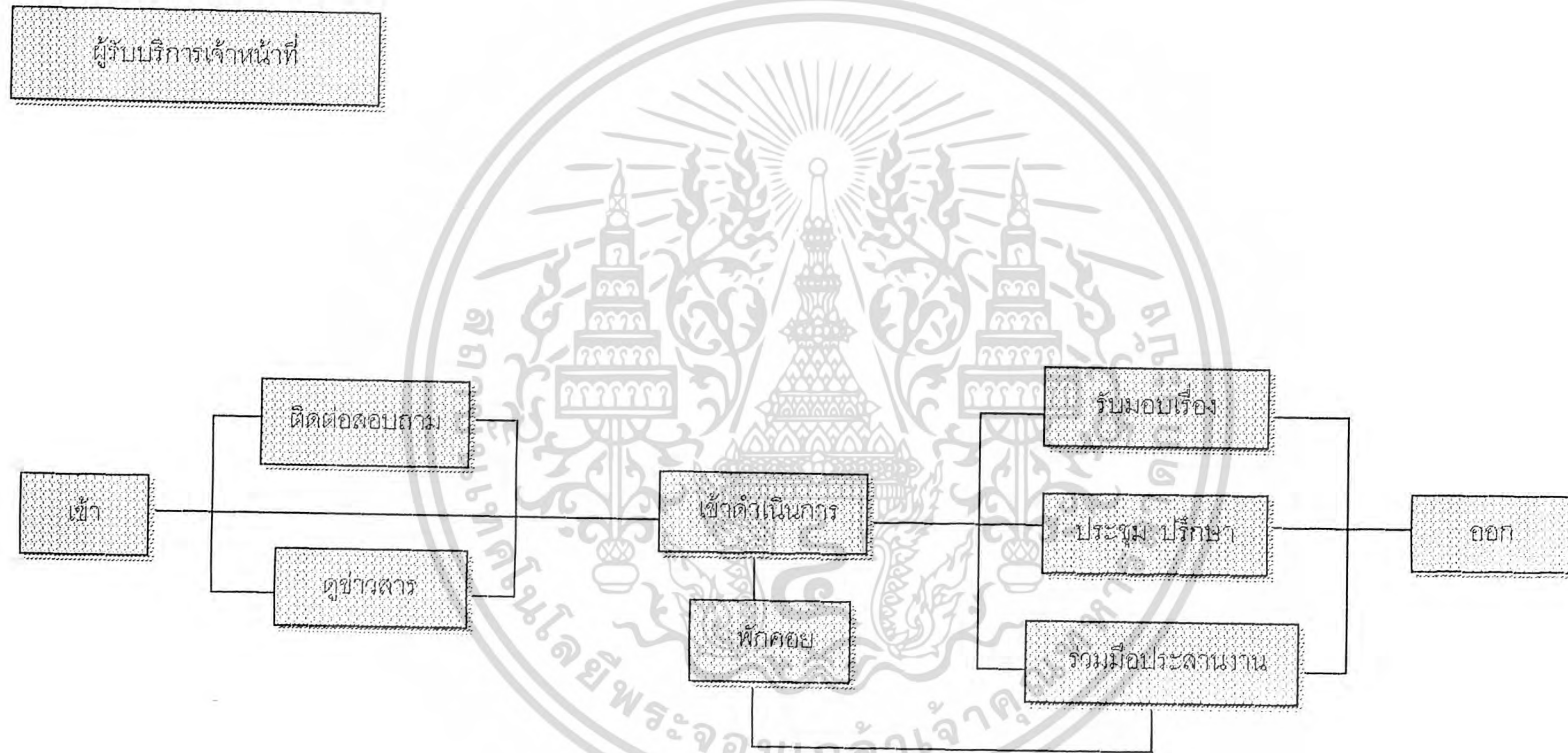 ผู้รับบริการเจ้าหน้าที่
ติดต่อสอบถาม
รับมอบเรื่อง
เข้า
เข้าดำเนินการ
ประชุม ปรึกษา
ออก
ดูข่าวสาร
พักคอย
ร่วมมือประสานงาน